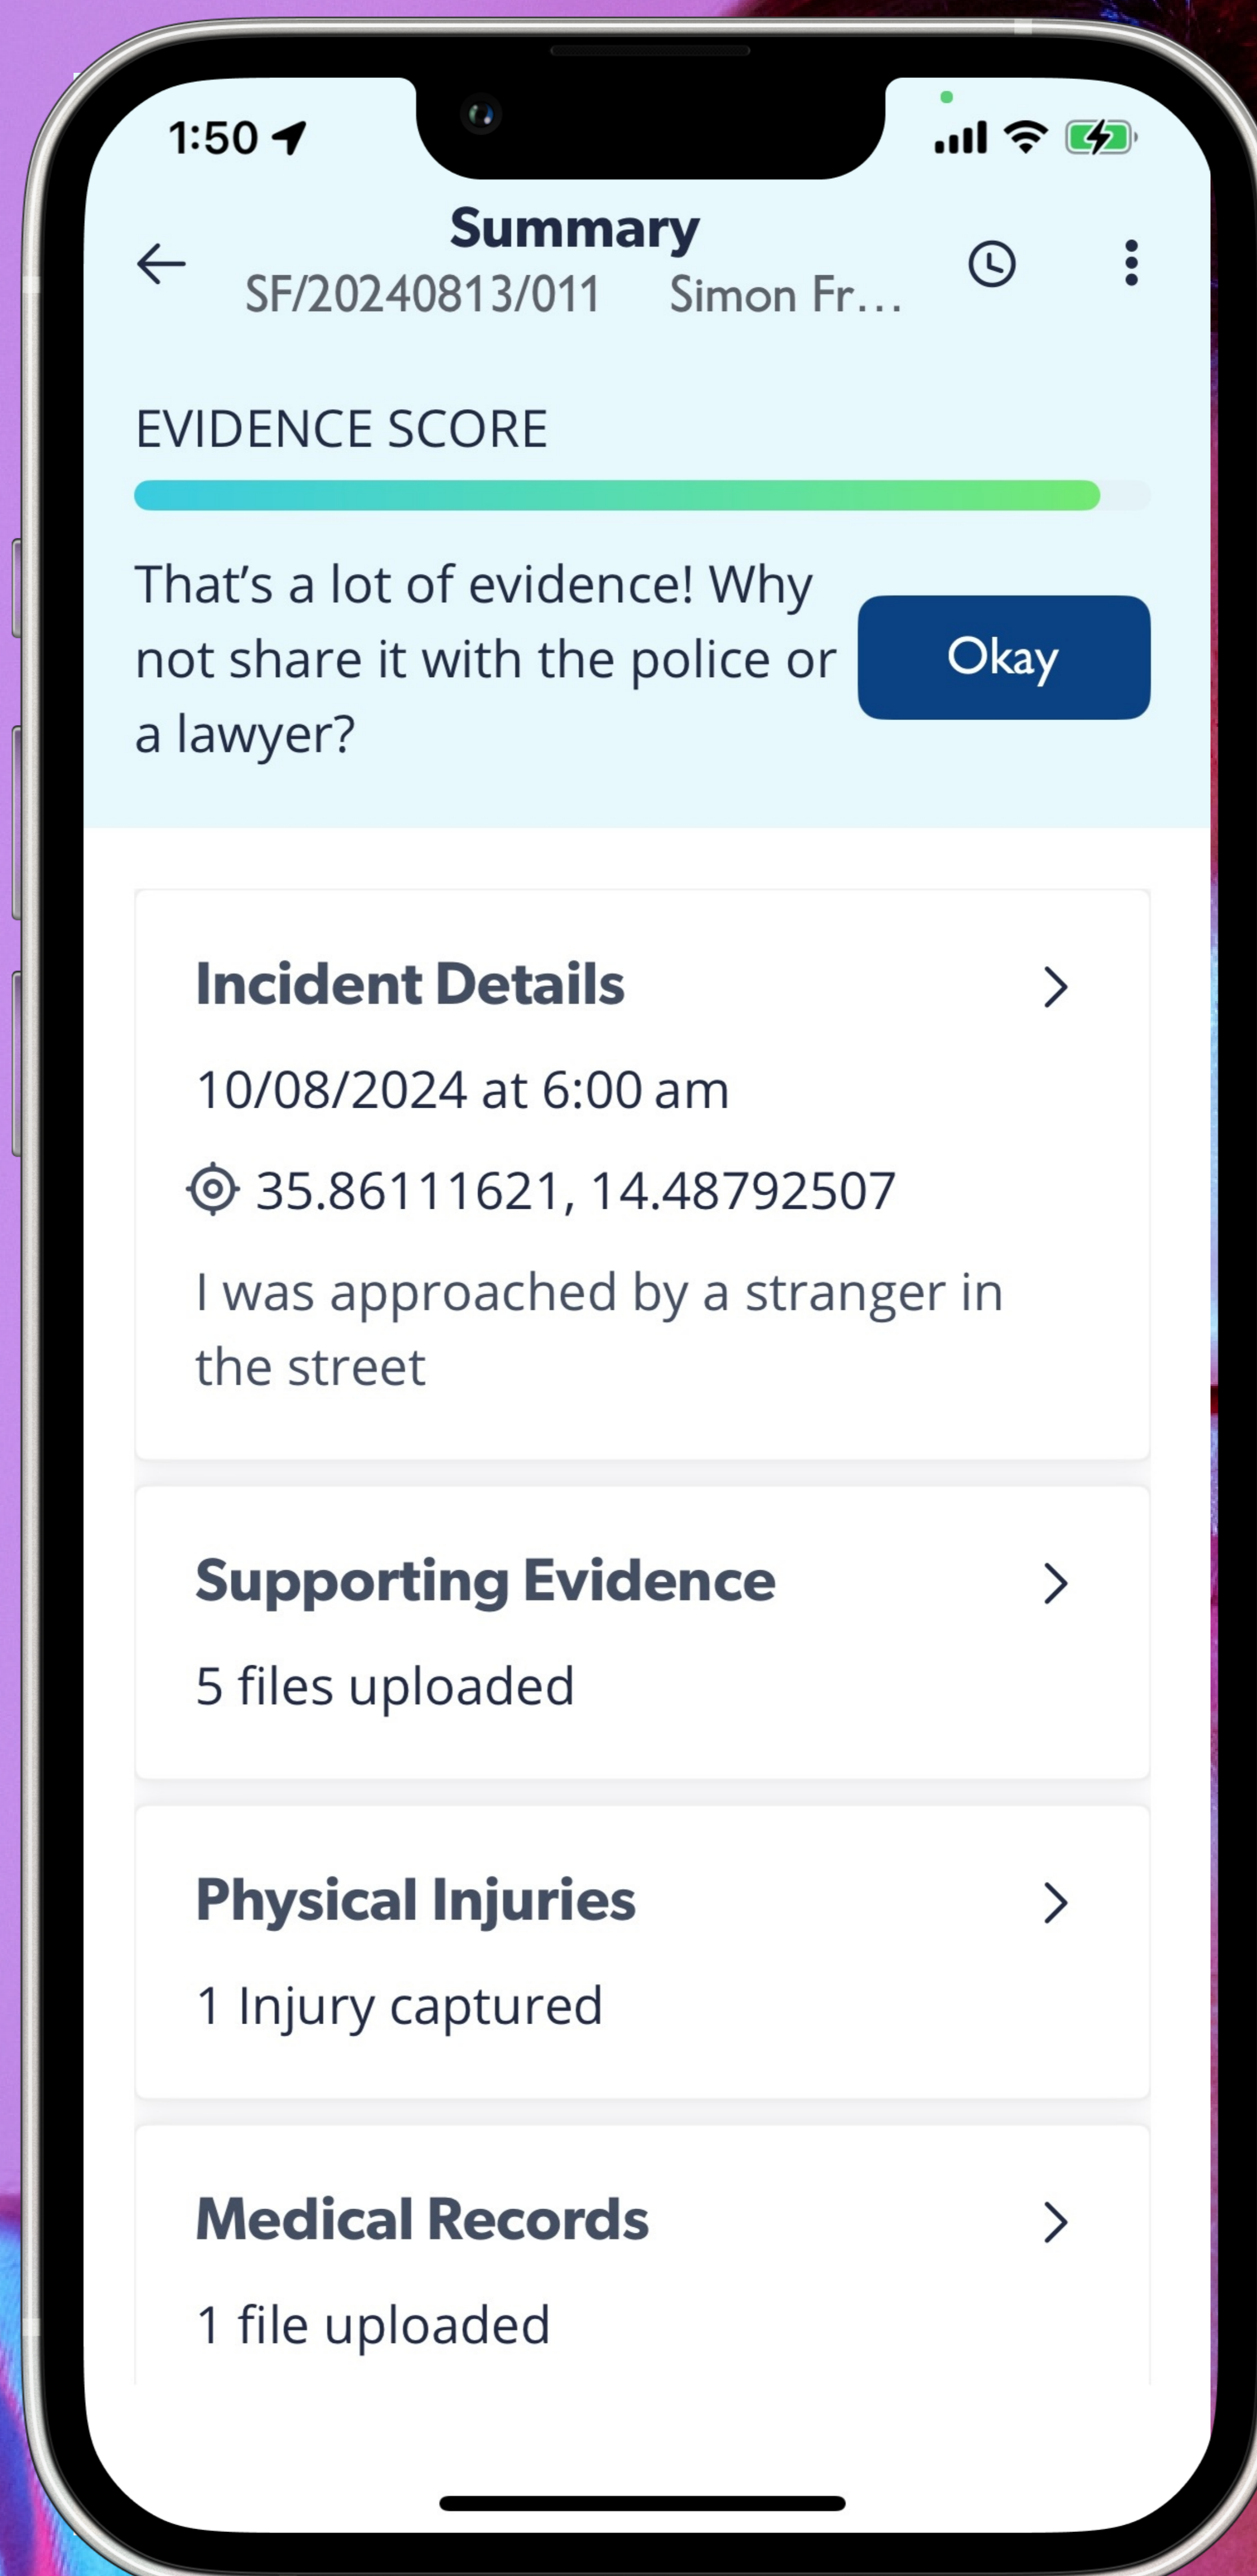 1:50
Summary
SF/20240813/011 Simon Fr...
EVIDENCE SCORE
That’s a lot of evidence! Why
not share it with the police or
a lawyer?
Okay
Incident Details
10/08/2024 at 6:00 am
35.86111621, 14.48792507
I was approached by a stranger in
the street
Supporting Evidence
5 files uploaded
Physical Injuries
1 Injury captured
Medical Records
1 file uploaded